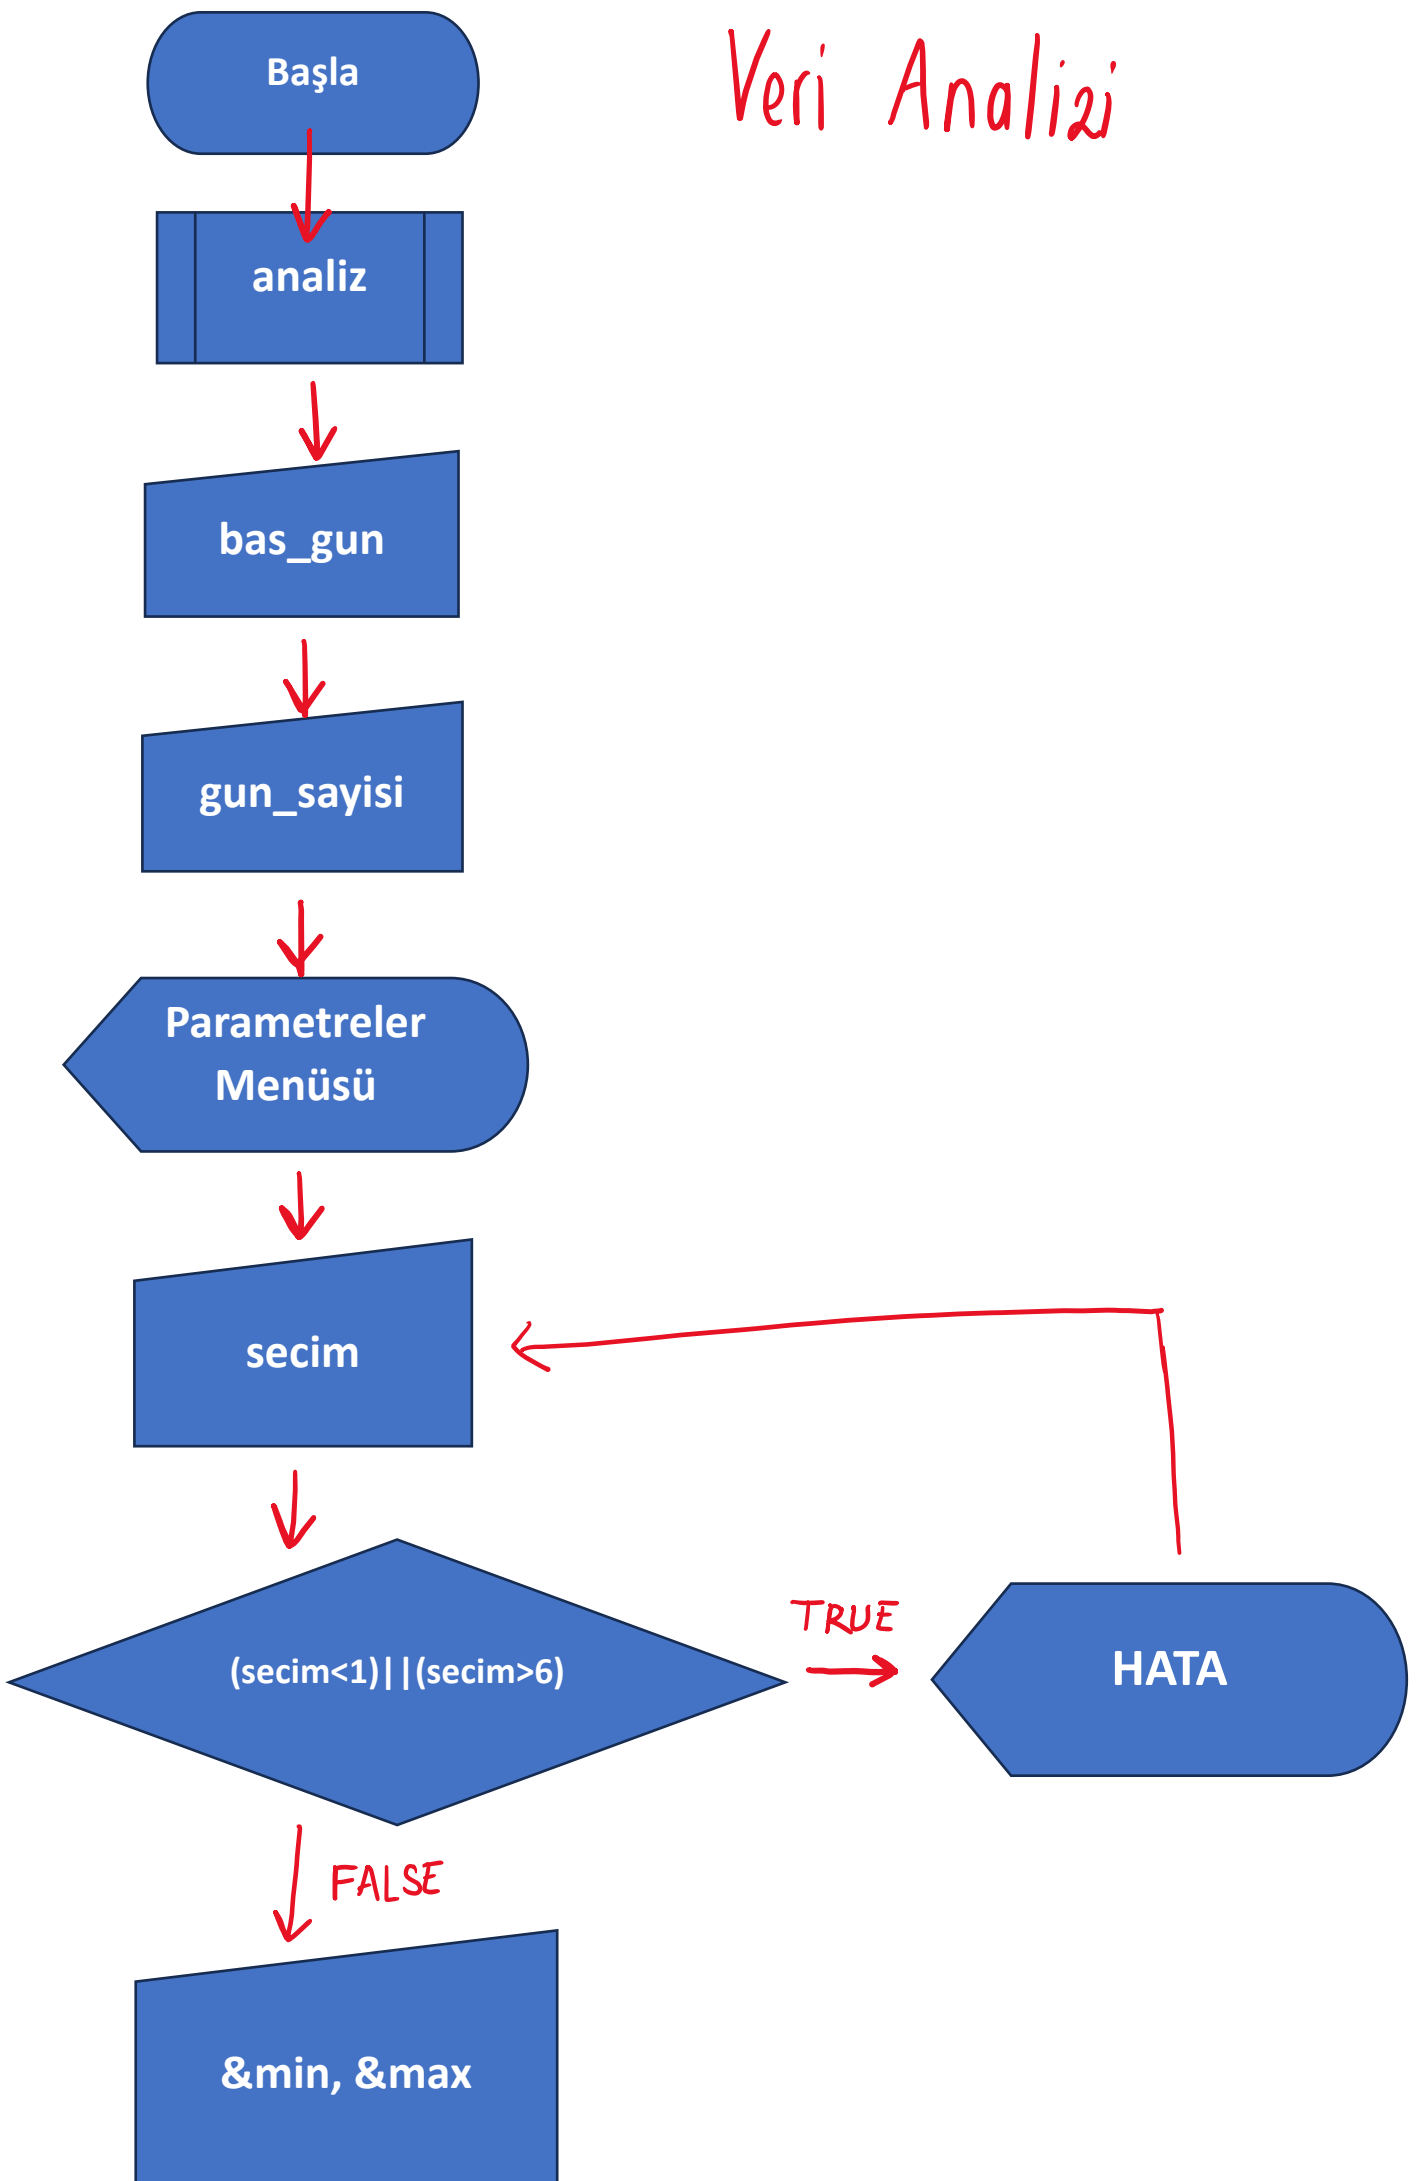 Veri Analizi
Başla
analiz
bas_gun
gun_sayisi
Parametreler
Menüsü
secim
(secim<1)||(secim>6)
TRUE
HATA
FALSE
&min, &max